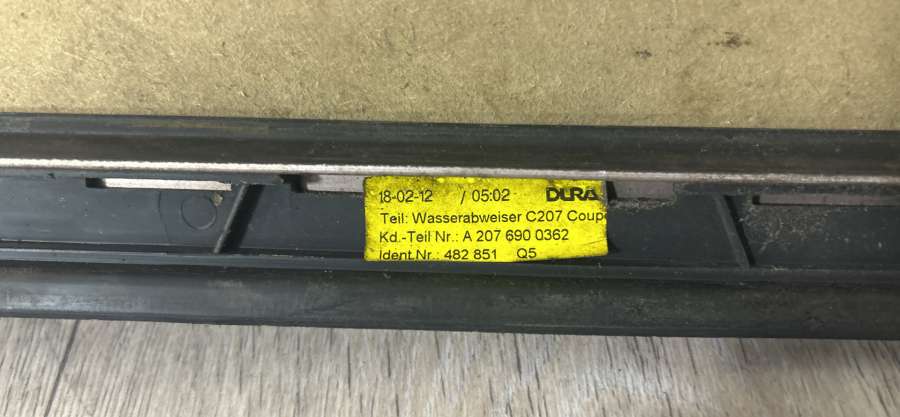 18-02-12 / 05:02 DURA
Teil: Wasserabweiser C207 Coupe
Kd.-Teil Nr.: A 207 690 0362
Ident.Nr.: 482 851 Q5